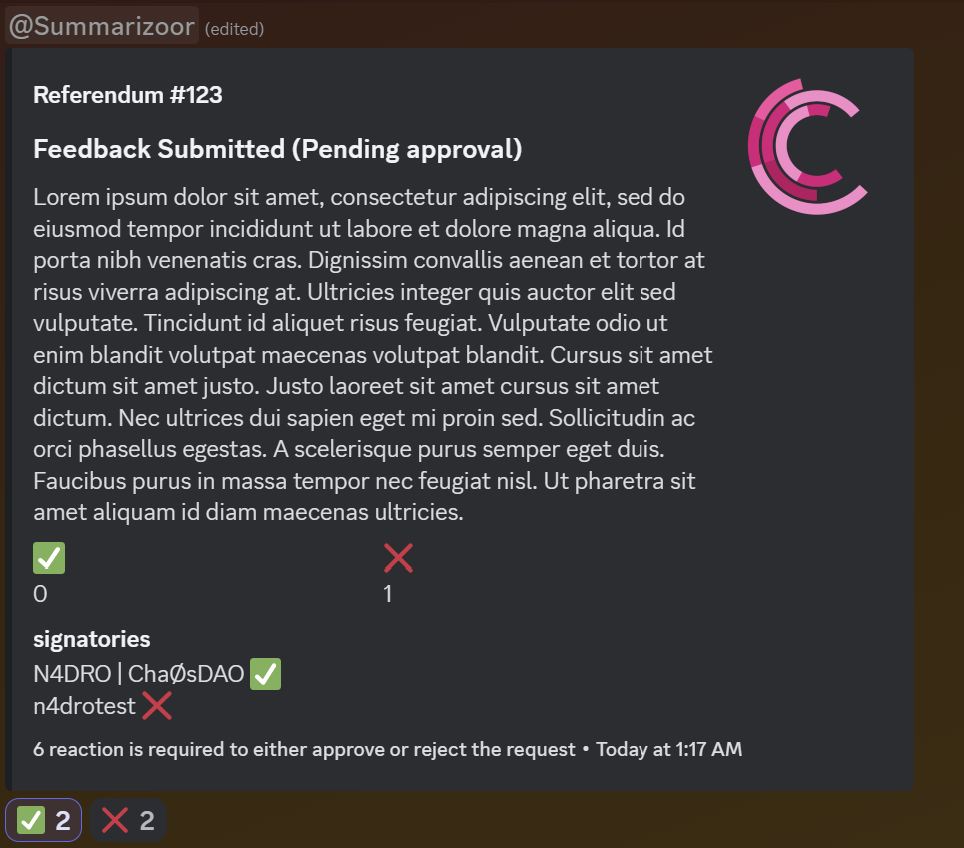 @Summarizoor (edited)
Referendum #123
Feedback Submitted (Pending approval)
Lorem ipsum dolor sit amet, consectetur adipiscing elit, sed do
eiusmod tempor incididunt ut labore et dolore magna aliqua. Id
porta nibh venenatis cras. Dignissim convallis aenean et tortor at
risus viverra adipiscing at. Ultricies integer quis auctor elit sed
vulputate. Tincidunt id aliquet risus feugiat. Vulputate odio ut
enim blandit volutpat maecenas volutpat blandit. Cursus sit amet
dictum sit amet justo. Justo laoreet sit amet cursus sit amet
dictum. Nec ultrices dui sapien eget mi proin sed. Sollicitudin ac
orci phasellus egestas. A scelerisque purus semper eget duis.
Faucibus purus in massa tempor nec feugiat nisl. Ut pharetra sit
amet aliquam id diam maecenas ultricies.
✅ ❌
0 1
signatories
N4DRO | ChaØsDAO ✅
n4drotest ❌
6 reaction is required to either approve or reject the request • Today at 1:17 AM
✅ 2 ❌ 2